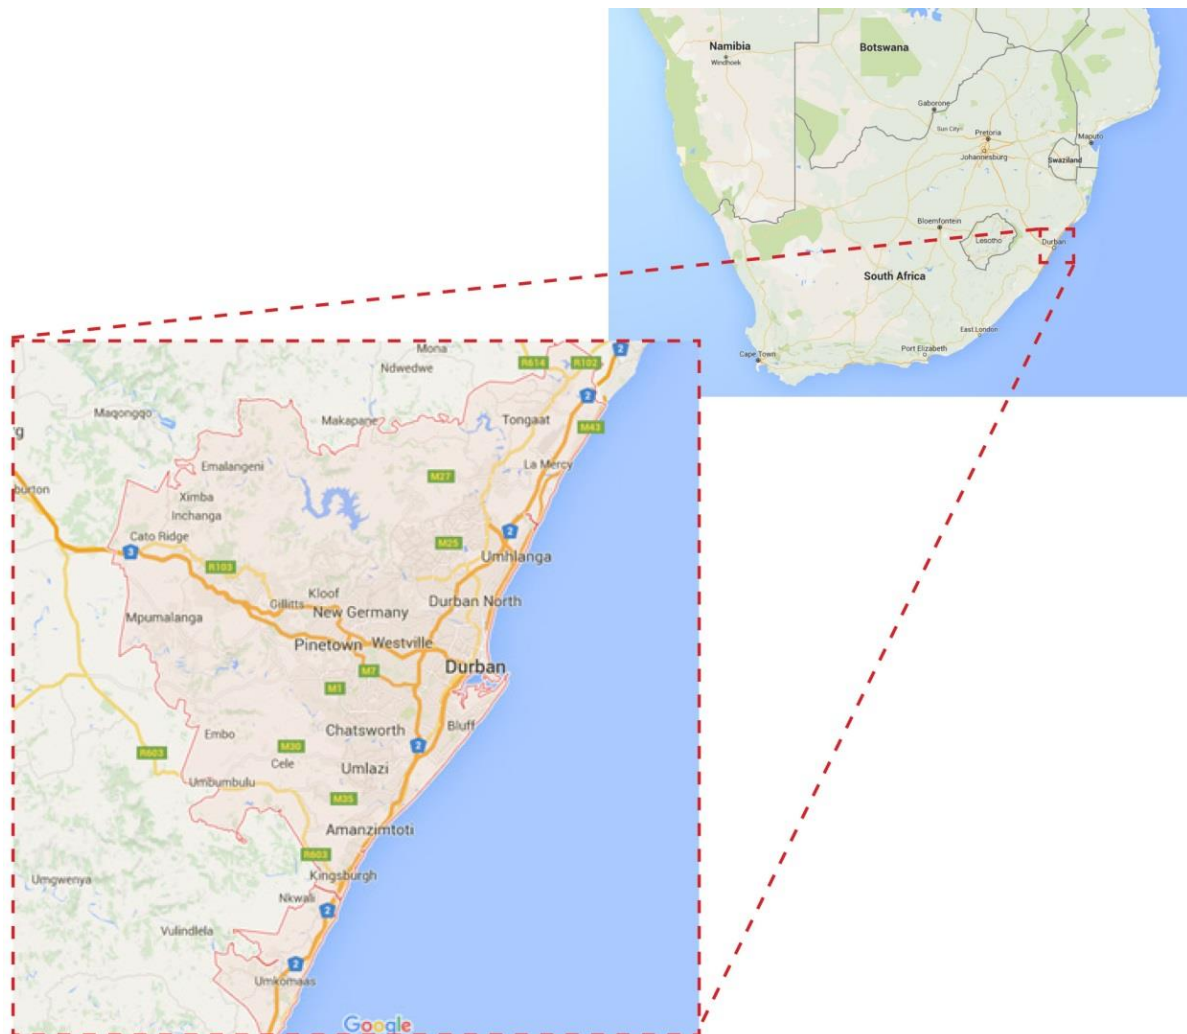 Namibia
Windhoek
Botswana
Gaborone
Sun City
Pretoria
Johannesburg
Maputo
Swaziland
Bloemfontein
Lesotho
Durban
South Africa
East London
Port Elizabeth
Cape Town
Mona
Ndwedwe
R614
R102
2
2
Maqongqo
Makapane
Tongaat
M43
g
Emalangeni
La Mercy
M27
burton
Ximba
Inchanga
Cato Ridge
2
M25
3
Umhlanga
R103
Kloof
Gillitts
New Germany
Durban North
Mpumalanga
Pinetown
Westville
Durban
M7
M1
Bluff
Chatsworth
Embo
2
M30
R603
Cele
Umlazi
Umbumbulu
M35
Amanzimtoti
R603
Kingsburgh
Umgwenya
Nkwali
2
Vulindlela
2
Umkomaas
Google